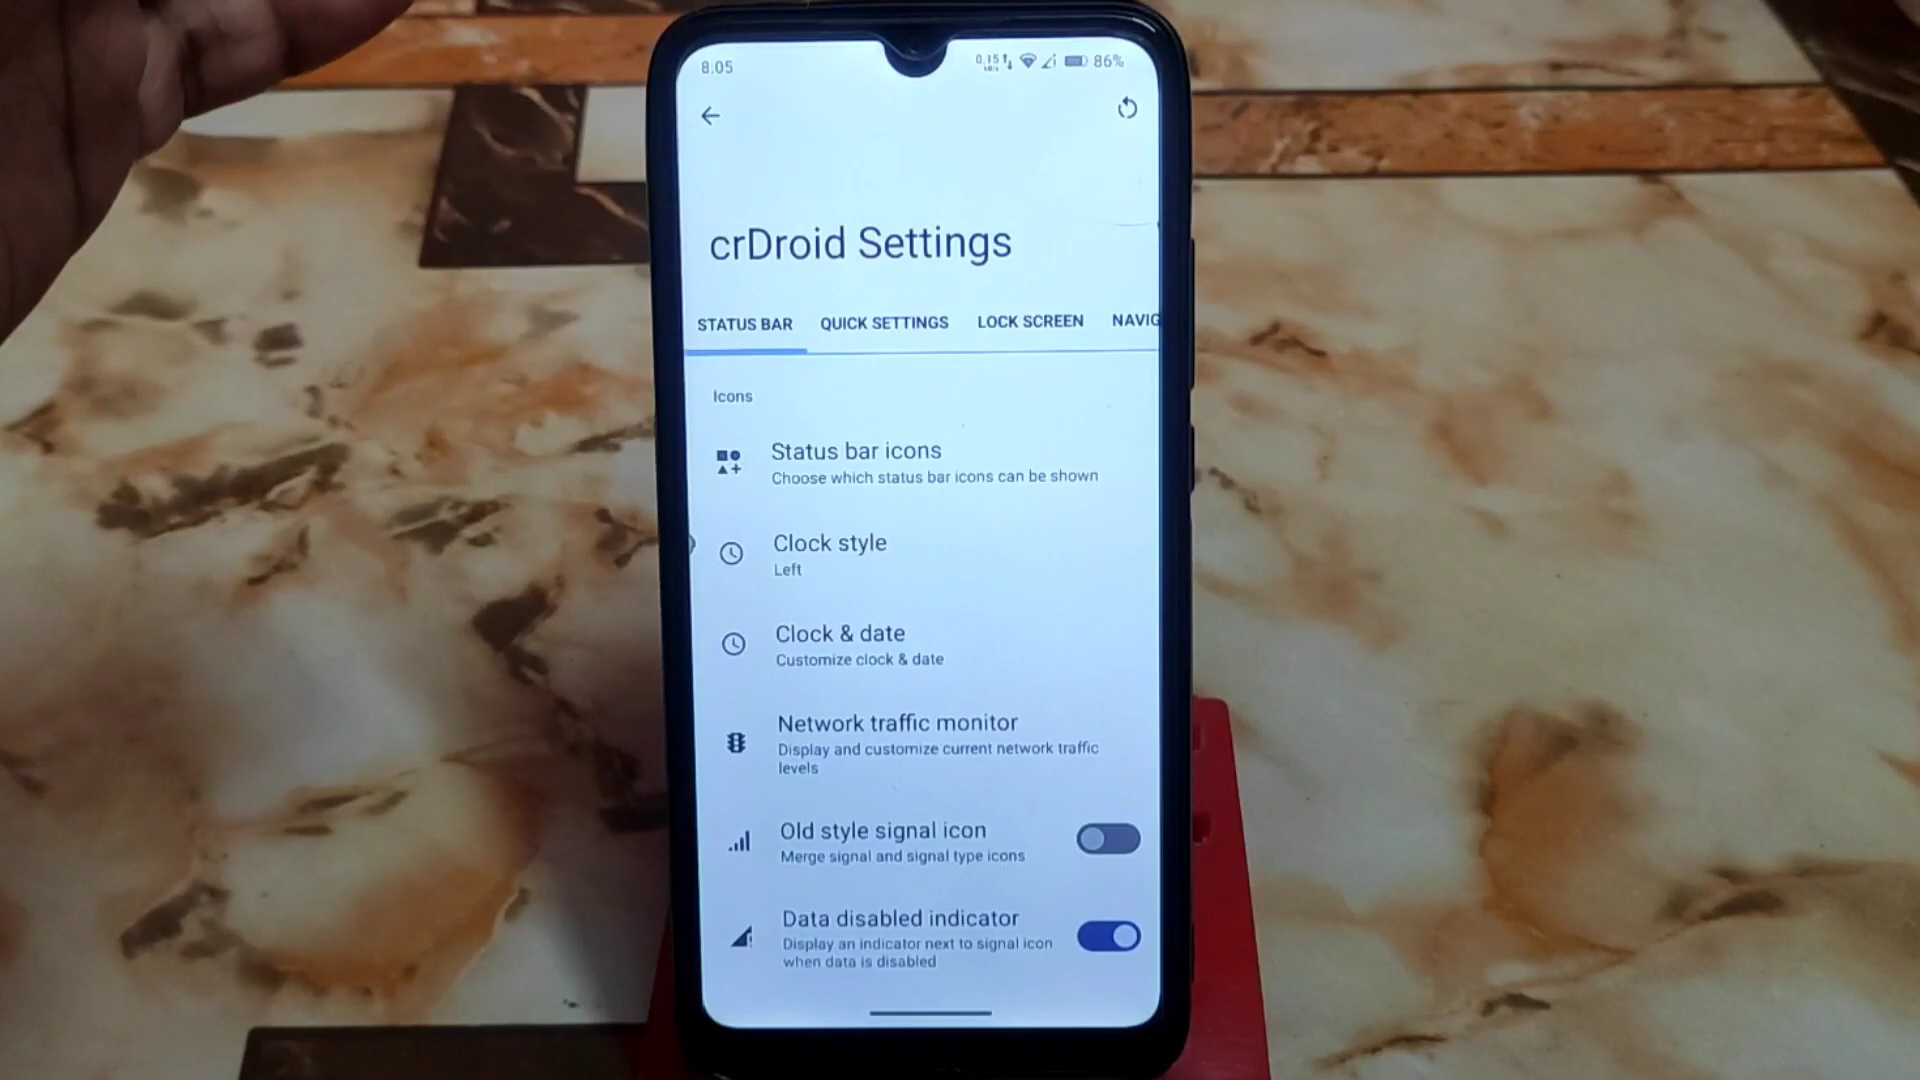 8:05
0.15
86%
crDroid Settings
STATUS BAR QUICK SETTINGS LOCK SCREEN NAVIG
Icons
Status bar icons
Choose which status bar icons can be shown
Clock style
Left
Clock & date
Customize clock & date
Network traffic monitor
Display and customize current network traffic
levels
Old style signal icon
Merge signal and signal type icons
Data disabled indicator
Display an indicator next to signal icon
when data is disabled